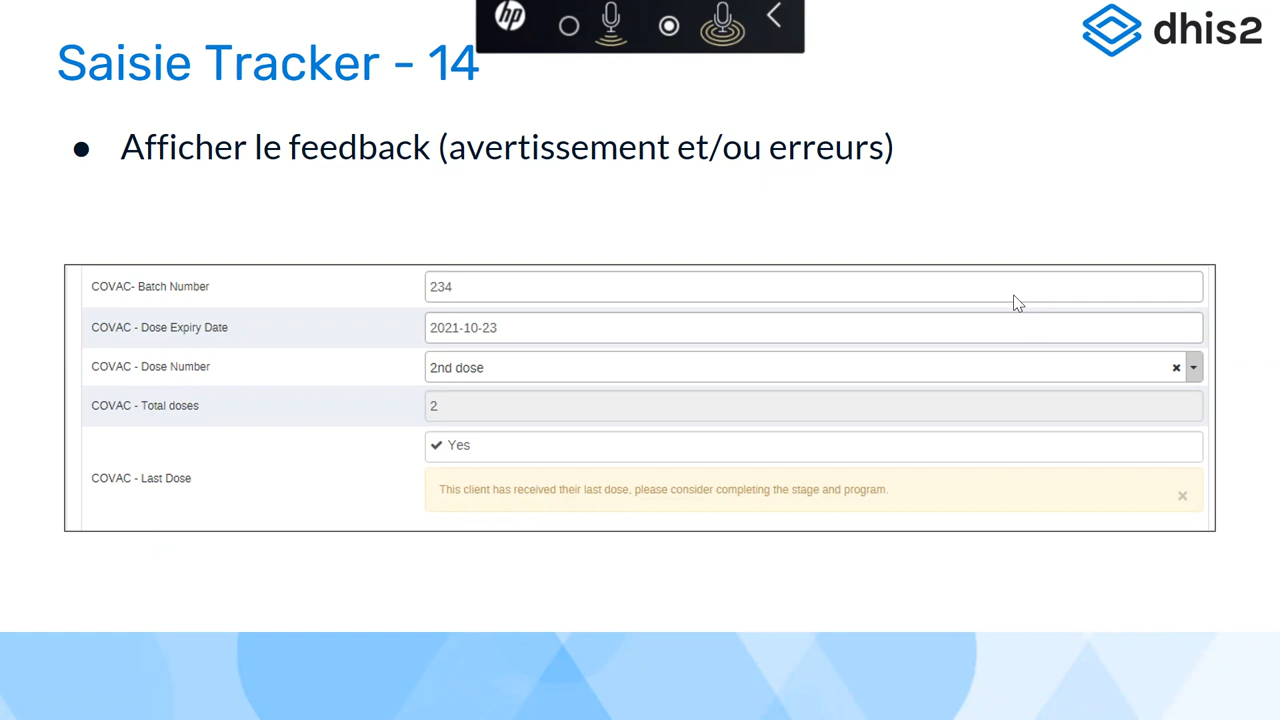 hp
dhis2
Saisie Tracker - 14
● Afficher le feedback (avertissement et/ou erreurs)
COVAC- Batch Number 234
COVAC - Dose Expiry Date 2021-10-23
COVAC - Dose Number 2nd dose
COVAC - Total doses 2
✔ Yes
COVAC - Last Dose
This client has received their last dose, please consider completing the stage and program.